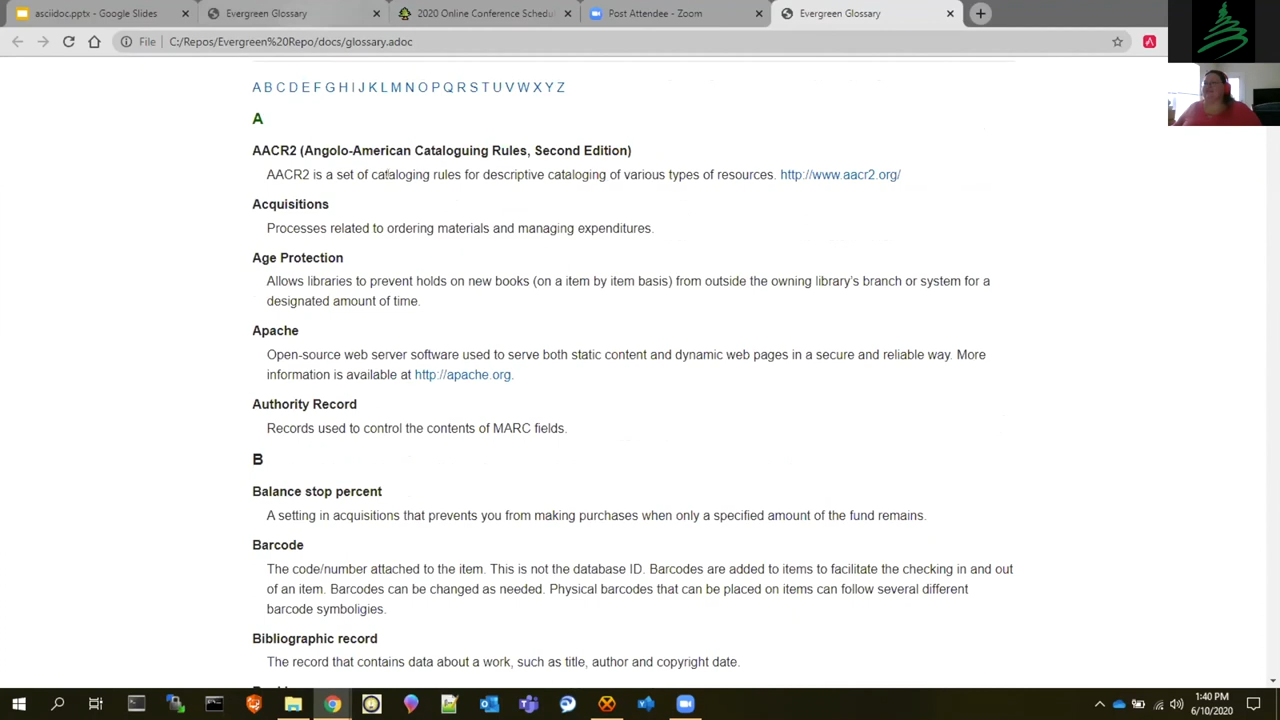 asciidoc.pptx - Google Slides
Evergreen Glossary
2020 Online Conference Schedul
Post Attendee - Zoom
Evergreen Glossary
File C:/Repos/Evergreen%20Repo/docs/glossary.adoc
A B C D E F G H I J K L M N O P Q R S T U V W X Y Z
A
AACR2 (Angolo-American Cataloguing Rules, Second Edition)
AACR2 is a set of cataloging rules for descriptive cataloging of various types of resources. http://www.aacr2.org/
Acquisitions
Processes related to ordering materials and managing expenditures.
Age Protection
Allows libraries to prevent holds on new books (on a item by item basis) from outside the owning library's branch or system for a
designated amount of time.
Apache
Open-source web server software used to serve both static content and dynamic web pages in a secure and reliable way. More
information is available at http://apache.org.
Authority Record
Records used to control the contents of MARC fields.
B
Balance stop percent
A setting in acquisitions that prevents you from making purchases when only a specified amount of the fund remains.
Barcode
The code/number attached to the item. This is not the database ID. Barcodes are added to items to facilitate the checking in and out
of an item. Barcodes can be changed as needed. Physical barcodes that can be placed on items can follow several different
barcode symboligies.
Bibliographic record
The record that contains data about a work, such as title, author and copyright date.
1:40 PM
6/10/2020